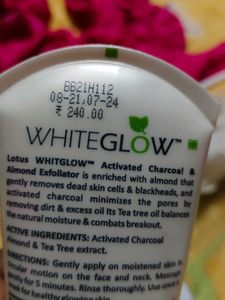 BB21H112
08-21,07-24
₹ 240.00
WHITEGLOW™
Lotus WHITGLOW™ Activated Charcoal &
Almond Exfoliator is enriched with almond that
gently removes dead skin cells & blackheads, and
activated charcoal minimizes the pores by
removing dirt & excess oil its Tea tree oil balances
the natural moisture & combats breakout.
ACTIVE INGREDIENTS: Activated Charcoal
Almond & Tea Tree extract.
DIRECTIONS: Gently apply on moistened skin in
circular motion on the face and neck. Massage
gently for 5 minutes. Rinse thoroughly. Use once a
week for healthy glowing skin.